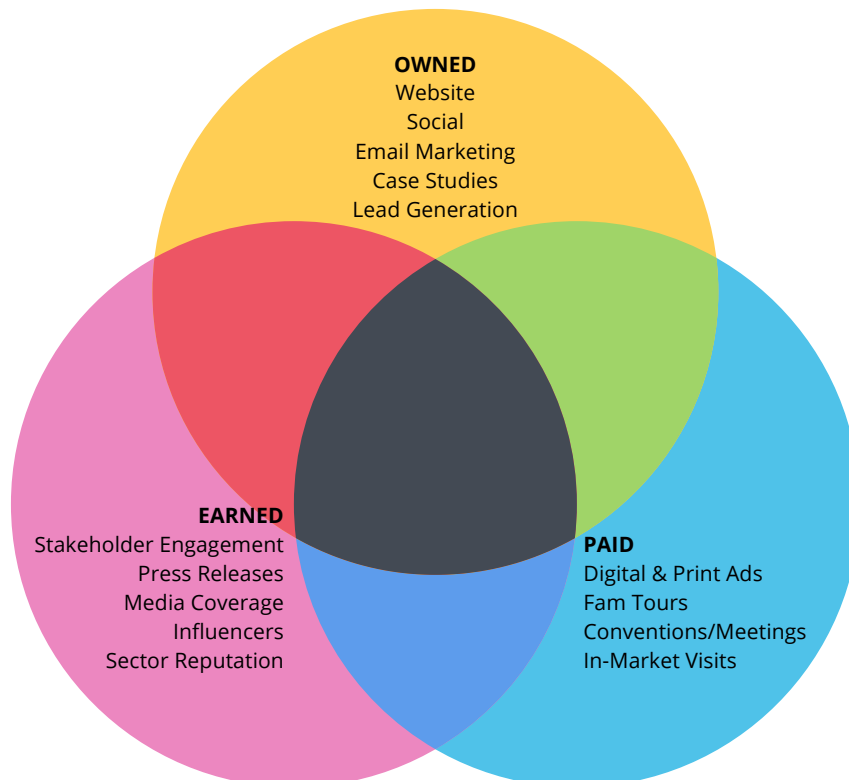 OWNED
Website
Social
Email Marketing
Case Studies
Lead Generation
EARNED
Stakeholder Engagement
Press Releases
Media Coverage
Influencers
Sector Reputation
PAID
Digital & Print Ads
Fam Tours
Conventions/Meetings
In-Market Visits